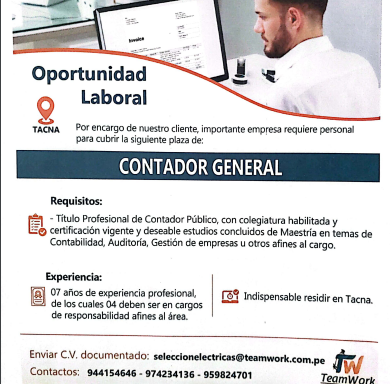 Invoice
Oportunidad
Laboral
TACNA
Por encargo de nuestro cliente, importante empresa requiere personal
para cubrir la siguiente plaza de:
CONTADOR GENERAL
Requisitos:
- Título Profesional de Contador Público, con colegiatura habilitada y
certificación vigente y deseable estudios concluidos de Maestría en temas de
Contabilidad, Auditoría, Gestión de empresas u otros afines al cargo.
Experiencia:
07 años de experiencia profesional,
de los cuales 04 deben ser en cargos
de responsabilidad afines al área.
Indispensable residir en Tacna.
Enviar C.V. documentado: seleccionelectricas@teamwork.com.pe
Contactos: 944154646 - 974234136 - 959824701
TW
TeamWork